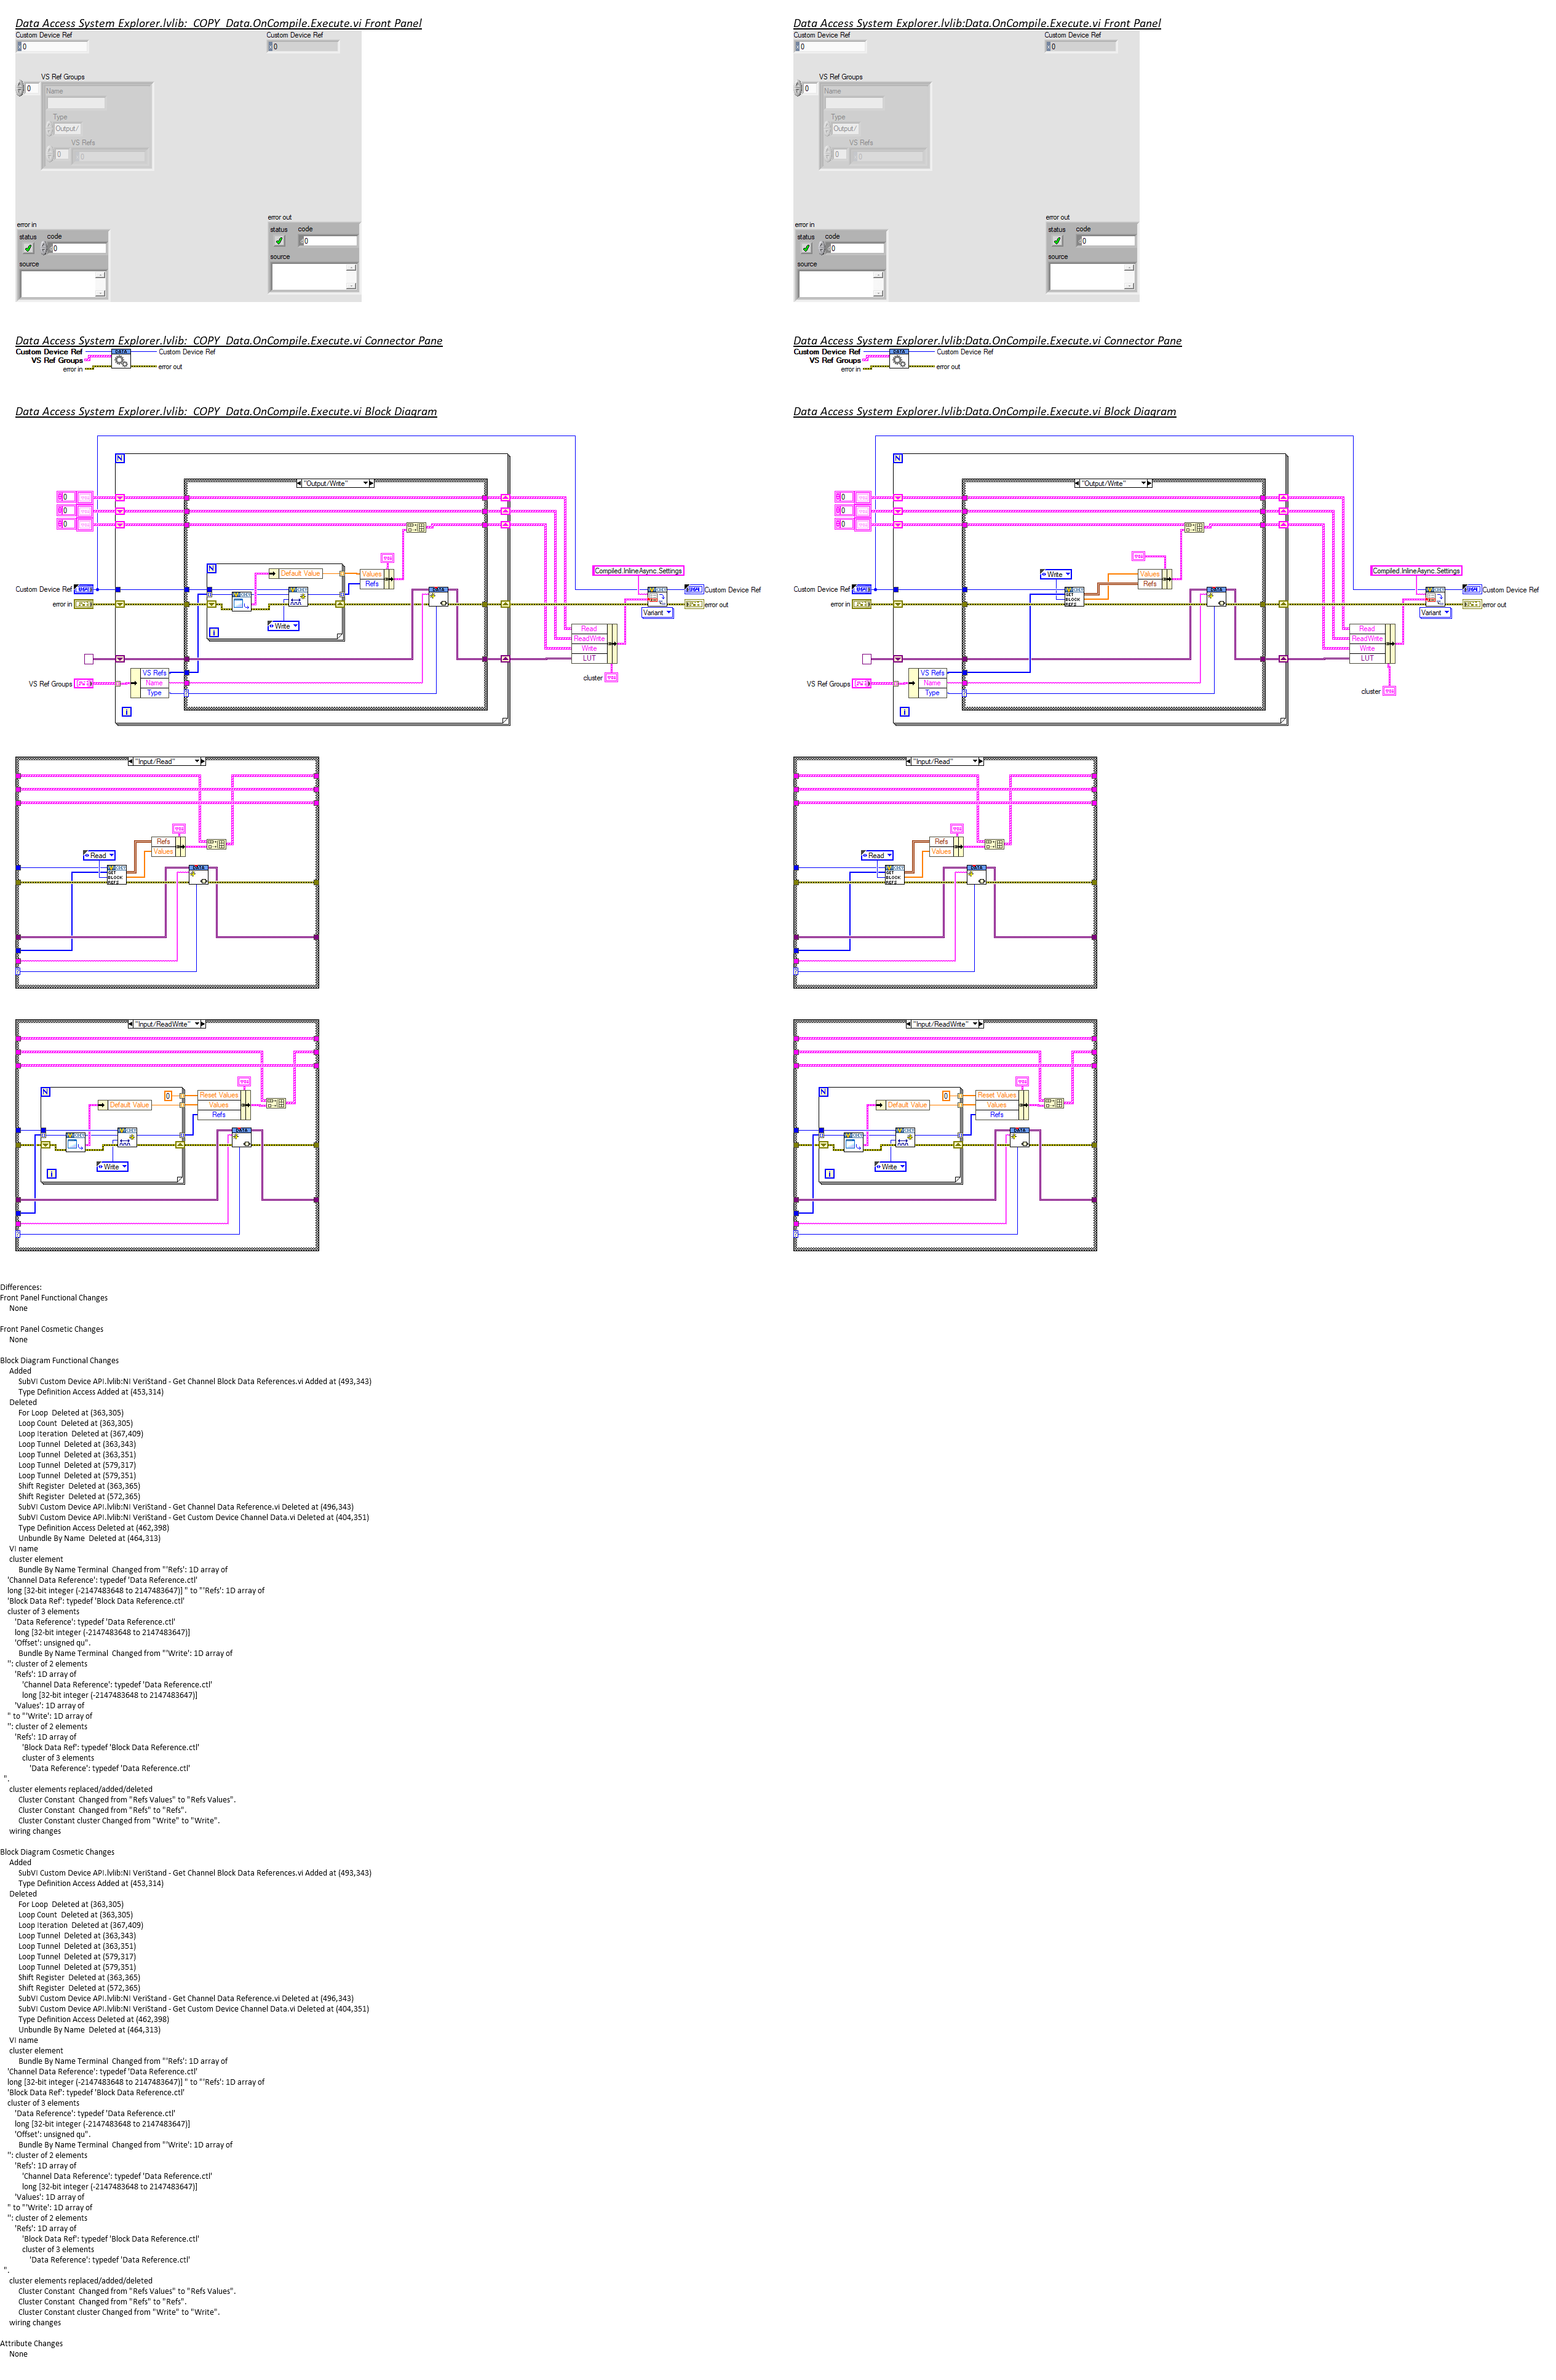 Data Access System Explorer.lvlib:_COPY_Data.OnCompile.Execute.vi Front Panel
Custom Device Ref
Custom Device Ref
0
0
VS Ref Groups
0
Name
Type
Output/
VS Refs
0
0
error in
status
code
0
source
error out
status
code
0
source
Data Access System Explorer.lvlib:_COPY_Data.OnCompile.Execute.vi Connector Pane
Custom Device Ref
VS Ref Groups
error in
DATA
Custom Device Ref
error out
Data Access System Explorer.lvlib:_COPY_Data.OnCompile.Execute.vi Block Diagram
N
"Output/Write"
0
0
0
N
Default Value
Values
Refs
Compiled.InlineAsync.Settings
Custom Device Ref
error in
DATA
Custom Device Ref
error out
Write
i
Variant
Read
ReadWrite
Write
LUT
VS Refs
Name
Type
VS Ref Groups
cluster
i
"Input/Read"
Refs
Values
Read
GET
BLOCK
REFS
DATA
"Input/ReadWrite"
N
0
Reset Values
Default Value
Values
Refs
DATA
Write
i
Data Access System Explorer.lvlib:Data.OnCompile.Execute.vi Front Panel
Custom Device Ref
Custom Device Ref
0
0
VS Ref Groups
0
Name
Type
Output/
VS Refs
0
0
error in
status
code
0
source
error out
status
code
0
source
Data Access System Explorer.lvlib:Data.OnCompile.Execute.vi Connector Pane
Custom Device Ref
VS Ref Groups
error in
DATA
Custom Device Ref
error out
Data Access System Explorer.lvlib:Data.OnCompile.Execute.vi Block Diagram
N
"Output/Write"
0
0
0
Write
Values
Refs
Compiled.InlineAsync.Settings
Custom Device Ref
error in
GET
BLOCK
REFS
DATA
Custom Device Ref
error out
Variant
Read
ReadWrite
Write
LUT
VS Refs
Name
Type
VS Ref Groups
cluster
i
"Input/Read"
Refs
Values
Read
GET
BLOCK
REFS
DATA
"Input/ReadWrite"
N
0
Reset Values
Default Value
Values
Refs
DATA
Write
i
Differences:
Front Panel Functional Changes
None
Front Panel Cosmetic Changes
None
Block Diagram Functional Changes
Added
SubVI Custom Device API.lvlib:NI VeriStand - Get Channel Block Data References.vi Added at (493,343)
Type Definition Access Added at (453,314)
Deleted
For Loop  Deleted at (363,305)
Loop Count  Deleted at (363,305)
Loop Iteration  Deleted at (367,409)
Loop Tunnel  Deleted at (363,343)
Loop Tunnel  Deleted at (363,351)
Loop Tunnel  Deleted at (579,317)
Loop Tunnel  Deleted at (579,351)
Shift Register  Deleted at (363,365)
Shift Register  Deleted at (572,365)
SubVI Custom Device API.lvlib:NI VeriStand - Get Channel Data Reference.vi Deleted at (496,343)
SubVI Custom Device API.lvlib:NI VeriStand - Get Custom Device Channel Data.vi Deleted at (404,351)
Type Definition Access Deleted at (462,398)
Unbundle By Name  Deleted at (464,313)
VI name
cluster element
Bundle By Name Terminal  Changed from "'Refs': 1D array of
'Channel Data Reference': typedef 'Data Reference.ctl'
long [32-bit integer (-2147483648 to 2147483647)] " to "'Refs': 1D array of
'Block Data Ref': typedef 'Block Data Reference.ctl'
cluster of 3 elements
'Data Reference': typedef 'Data Reference.ctl'
long [32-bit integer (-2147483648 to 2147483647)]
'Offset': unsigned qu".
Bundle By Name Terminal  Changed from "'Write': 1D array of
'': cluster of 2 elements
'Refs': 1D array of
'Channel Data Reference': typedef 'Data Reference.ctl'
long [32-bit integer (-2147483648 to 2147483647)]
'Values': 1D array of
" to "'Write': 1D array of
'': cluster of 2 elements
'Refs': 1D array of
'Block Data Ref': typedef 'Block Data Reference.ctl'
cluster of 3 elements
'Data Reference': typedef 'Data Reference.ctl'
".
cluster elements replaced/added/deleted
Cluster Constant  Changed from "Refs Values" to "Refs Values".
Cluster Constant  Changed from "Refs" to "Refs".
Cluster Constant cluster Changed from "Write" to "Write".
wiring changes
Block Diagram Cosmetic Changes
Added
SubVI Custom Device API.lvlib:NI VeriStand - Get Channel Block Data References.vi Added at (493,343)
Type Definition Access Added at (453,314)
Deleted
For Loop  Deleted at (363,305)
Loop Count  Deleted at (363,305)
Loop Iteration  Deleted at (367,409)
Loop Tunnel  Deleted at (363,343)
Loop Tunnel  Deleted at (363,351)
Loop Tunnel  Deleted at (579,317)
Loop Tunnel  Deleted at (579,351)
Shift Register  Deleted at (363,365)
Shift Register  Deleted at (572,365)
SubVI Custom Device API.lvlib:NI VeriStand - Get Channel Data Reference.vi Deleted at (496,343)
SubVI Custom Device API.lvlib:NI VeriStand - Get Custom Device Channel Data.vi Deleted at (404,351)
Type Definition Access Deleted at (462,398)
Unbundle By Name  Deleted at (464,313)
VI name
cluster element
Bundle By Name Terminal  Changed from "'Refs': 1D array of
'Channel Data Reference': typedef 'Data Reference.ctl'
long [32-bit integer (-2147483648 to 2147483647)] " to "'Refs': 1D array of
'Block Data Ref': typedef 'Block Data Reference.ctl'
cluster of 3 elements
'Data Reference': typedef 'Data Reference.ctl'
long [32-bit integer (-2147483648 to 2147483647)]
'Offset': unsigned qu".
Bundle By Name Terminal  Changed from "'Write': 1D array of
'': cluster of 2 elements
'Refs': 1D array of
'Channel Data Reference': typedef 'Data Reference.ctl'
long [32-bit integer (-2147483648 to 2147483647)]
'Values': 1D array of
" to "'Write': 1D array of
'': cluster of 2 elements
'Refs': 1D array of
'Block Data Ref': typedef 'Block Data Reference.ctl'
cluster of 3 elements
'Data Reference': typedef 'Data Reference.ctl'
".
cluster elements replaced/added/deleted
Cluster Constant  Changed from "Refs Values" to "Refs Values".
Cluster Constant  Changed from "Refs" to "Refs".
Cluster Constant cluster Changed from "Write" to "Write".
wiring changes
Attribute Changes
None